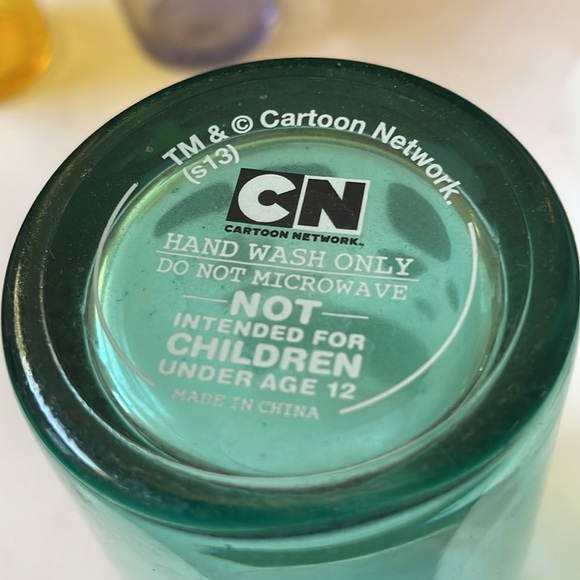 TM & © Cartoon Network.
(s13)
CN
CARTOON NETWORK™
HAND WASH ONLY
DO NOT MICROWAVE
NOT
INTENDED FOR
CHILDREN
UNDER AGE 12
MADE IN CHINA